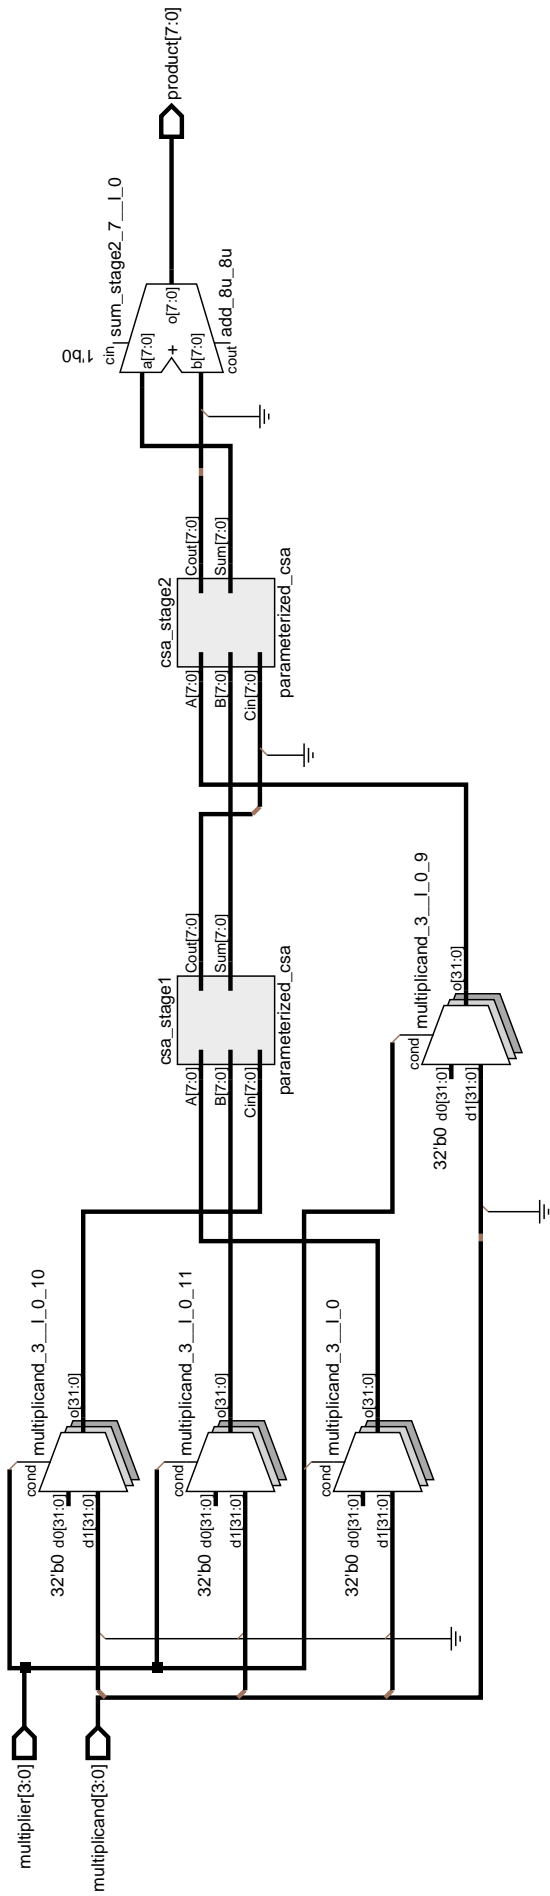 multiplier[3:0]
multiplicand[3:0]
multiplicand_3__I_0_10
cond
32'b0
d0[31:0]
d1[31:0]
o[31:0]
multiplicand_3__I_0_11
cond
32'b0
d0[31:0]
d1[31:0]
o[31:0]
multiplicand_3__I_0
cond
32'b0
d0[31:0]
d1[31:0]
o[31:0]
csa_stage1
A[7:0]
B[7:0]
Cin[7:0]
Cout[7:0]
Sum[7:0]
parameterized_csa
multiplicand_3__I_0_9
cond
32'b0
d0[31:0]
d1[31:0]
o[31:0]
csa_stage2
A[7:0]
B[7:0]
Cin[7:0]
Cout[7:0]
Sum[7:0]
parameterized_csa
1'b0
cin
sum_stage2_7__I_0
a[7:0]
+
b[7:0]
o[7:0]
cout
add_8u_8u
product[7:0]